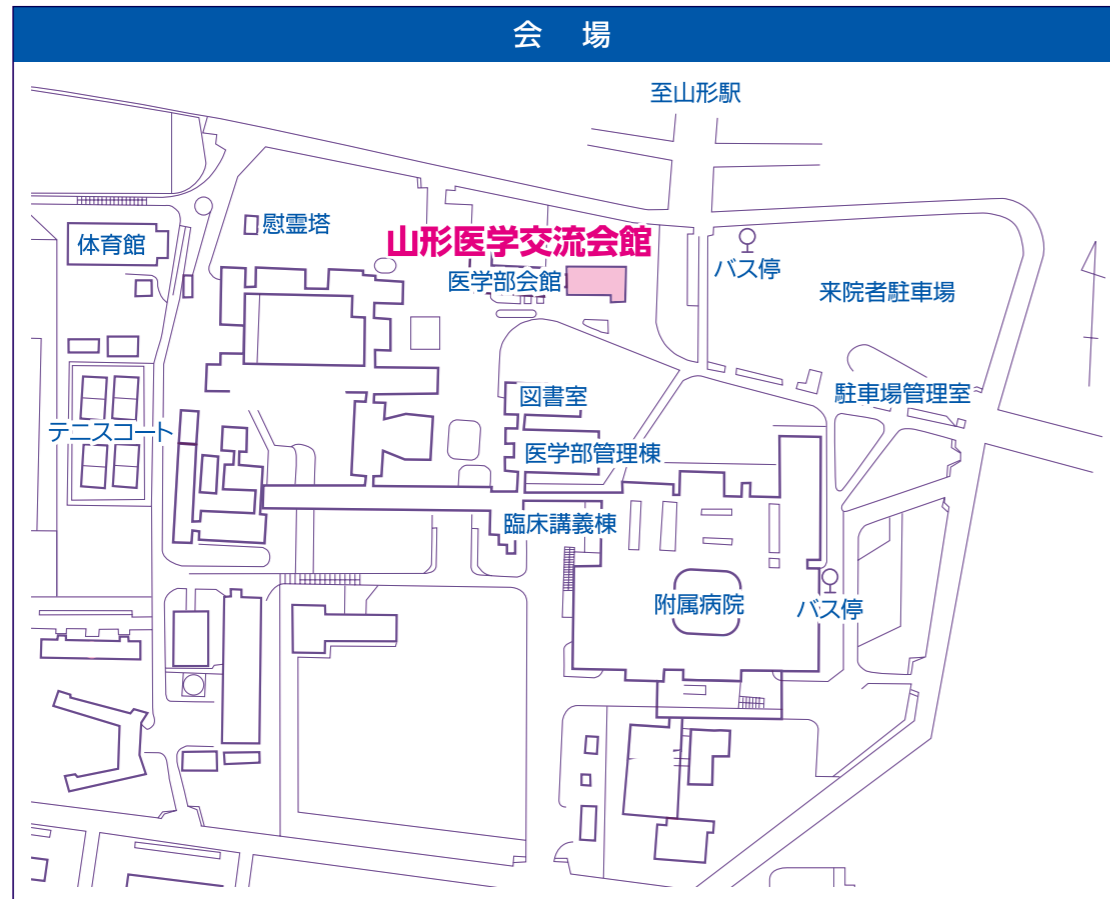 会 場
至山形駅
慰霊塔
体育館
山形医学交流会館
医学部会館
バス停
来院者駐車場
図書室
駐車場管理室
テニスコート
医学部管理棟
臨床講義棟
附属病院
バス停